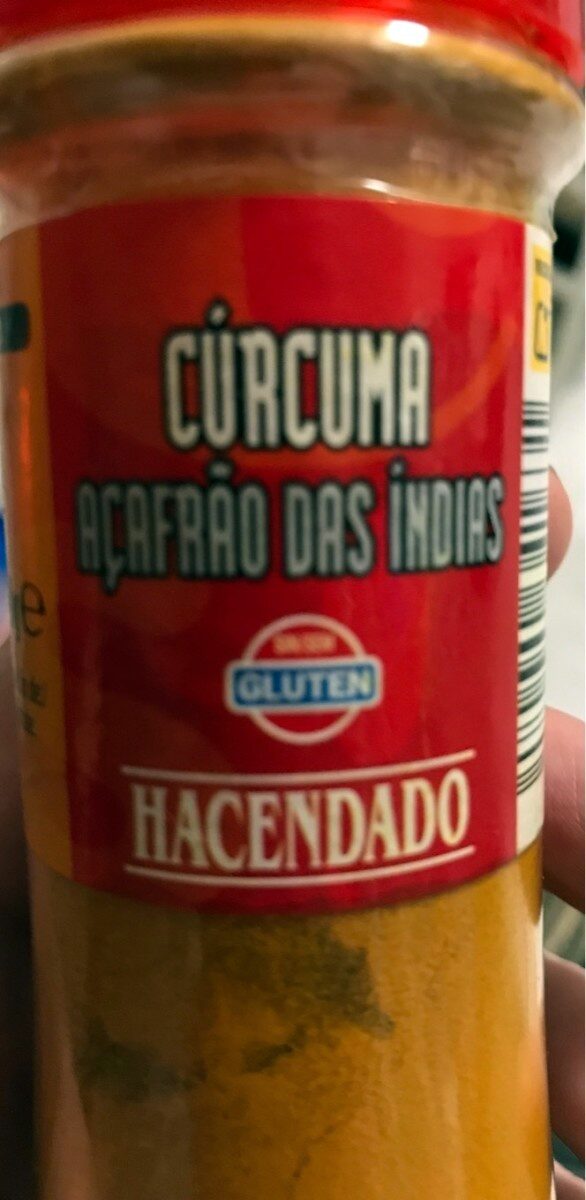 CÚRCUMA
AÇAFRÃO DAS ÍNDIAS
GLUTEN
HACENDADO